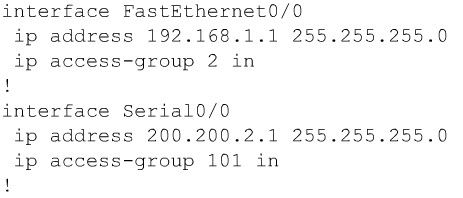 interface FastEthernet0/0
 ip address 192.168.1.1 255.255.255.0
 ip access-group 2 in
!
interface Serial0/0
 ip address 200.200.2.1 255.255.255.0
 ip access-group 101 in
!